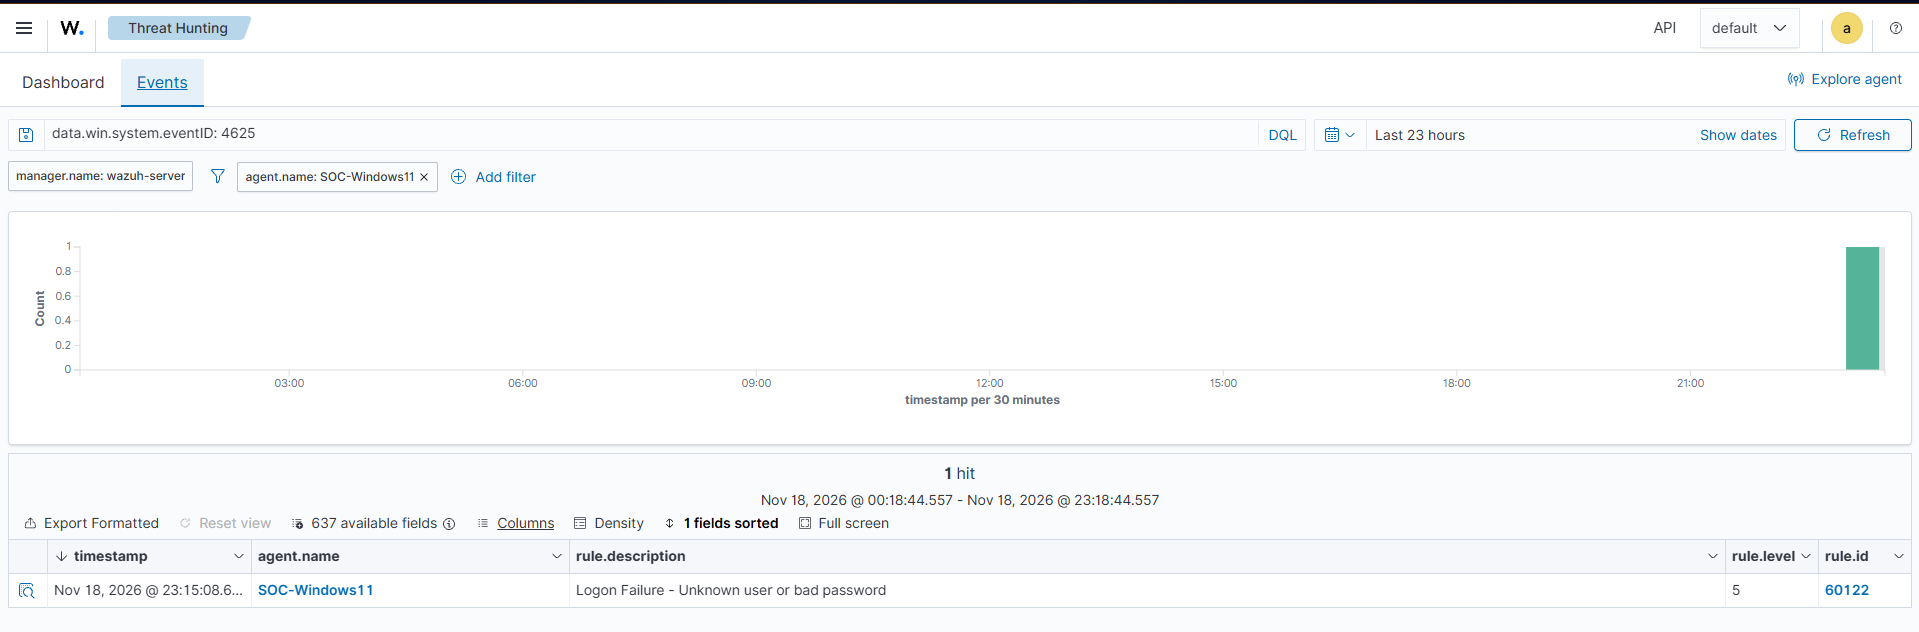 W. Threat Hunting API default a
Dashboard Events Explore agent
data.win.system.eventID: 4625 DQL Last 23 hours Show dates Refresh
manager.name: wazuh-server agent.name: SOC-Windows11 × Add filter
1
0.8
0.6
0.4
0.2
0
Count
03:00 06:00 09:00 12:00 15:00 18:00 21:00
timestamp per 30 minutes
1 hit
Nov 18, 2026 @ 00:18:44.557 - Nov 18, 2026 @ 23:18:44.557
Export Formatted Reset view 637 available fields Columns Density 1 fields sorted Full screen
timestamp agent.name rule.description rule.level rule.id
Nov 18, 2026 @ 23:15:08.6... SOC-Windows11 Logon Failure - Unknown user or bad password 5 60122